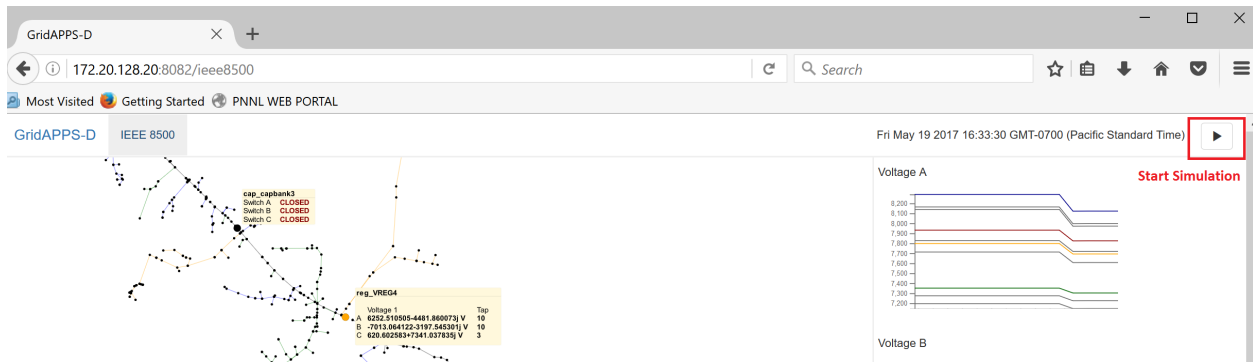 GridAPPS-D
172.20.128.20:8082/ieee8500
Search
Most Visited Getting Started PNNL WEB PORTAL
GridAPPS-D IEEE 8500 Fri May 19 2017 16:33:30 GMT-0700 (Pacific Standard Time)
Start Simulation
cap_capbank3
Switch A CLOSED
Switch B CLOSED
Switch C CLOSED
reg_VREG4
Voltage 1 Tap
A 6252.510505-4481.860073j V 10
B -7013.064122-3197.545301j V 10
C 620.602583+7341.037835j V 3
Voltage A
8,200
8,100
8,000
7,900
7,800
7,700
7,600
7,500
7,400
7,300
7,200
Voltage B